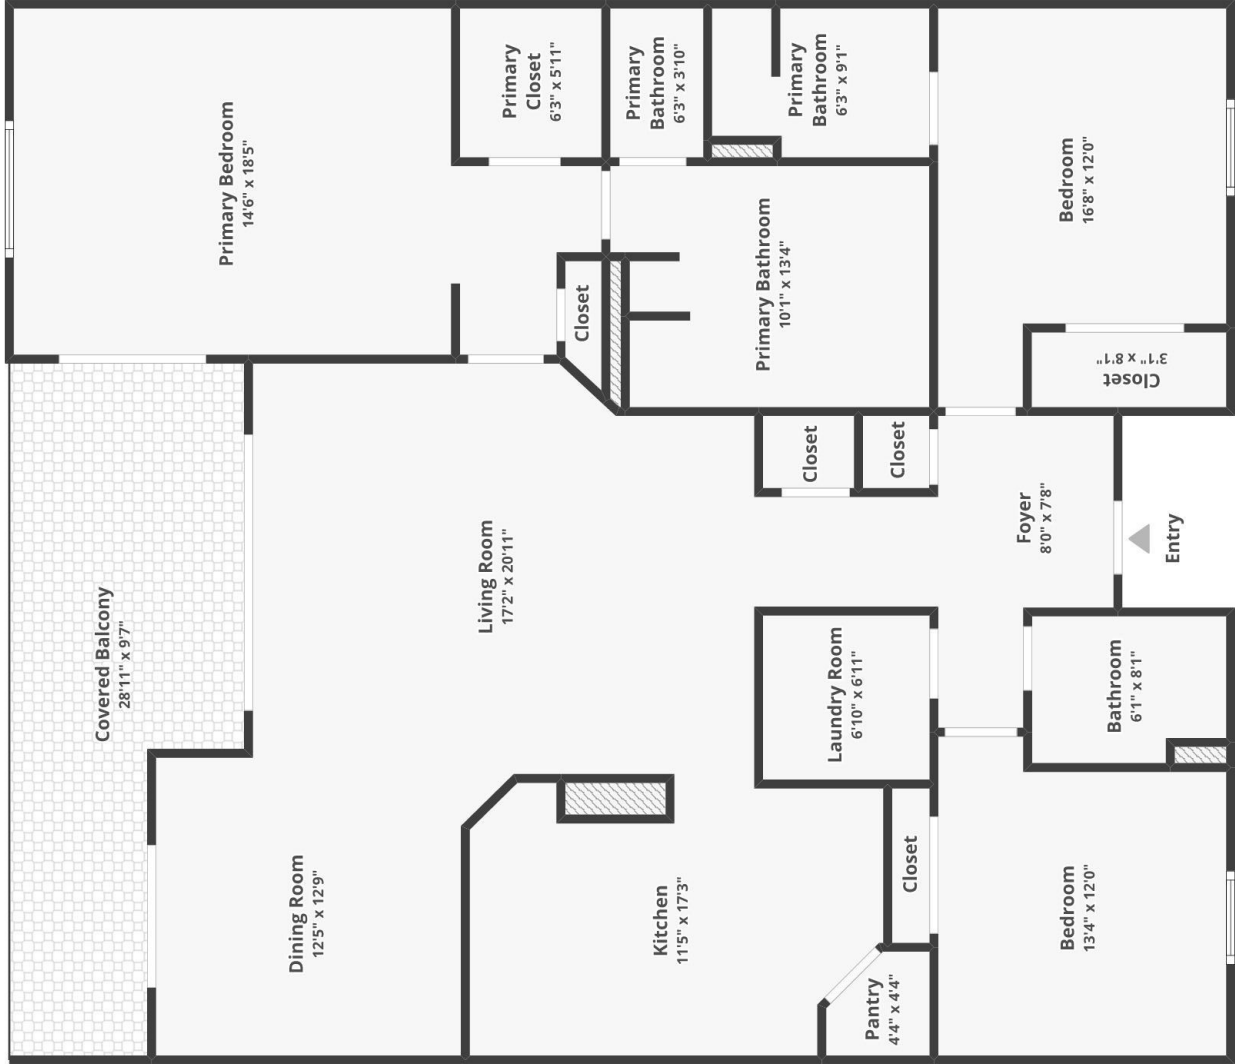 Primary
Closet
6'3" x 5'11"
Primary
Bathroom
6'3" x 3'10"
Primary
Bathroom
6'3" x 9'1"
Primary Bedroom
14'6" x 18'5"
Bedroom
16'8" x 12'0"
Primary Bathroom
10'1" x 13'4"
Closet
Closet
3'1" x 8'1"
Closet
Closet
Foyer
8'0" x 7'8"
Entry
Living Room
17'2" x 20'11"
Covered Balcony
28'11" x 9'7"
Laundry Room
6'10" x 6'11"
Bathroom
6'1" x 8'1"
Dining Room
12'5" x 12'9"
Kitchen
11'5" x 17'3"
Closet
Bedroom
13'4" x 12'0"
Pantry
4'4" x 4'4"